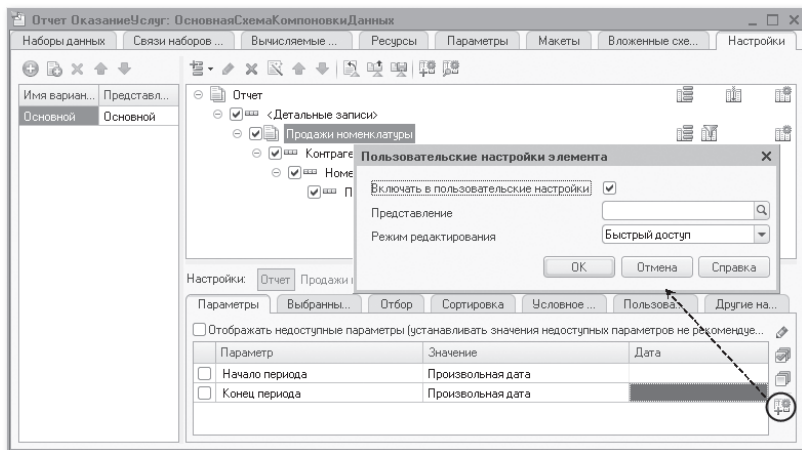 Отчет ОказаниеУслуг: ОсновнаяСхемаКомпоновкиДанных
Наборы данных Связи наборов ... Вычисляемые ... Ресурсы Параметры Макеты Вложенные схе... Настройки
Имя вариан... Представл...
Основной Основной
Отчет
<Детальные записи>
Продажи номенклатуры
Контраге
Номе
П
Пользовательские настройки элемента
Включать в пользовательские настройки
Представление
Режим редактирования Быстрый доступ
ОК Отмена Справка
Настройки: Отчет Продажи
Параметры Выбранны... Отбор Сортировка Условное ... Пользова... Другие на...
Отображать недоступные параметры (устанавливать значения недоступных параметров не рекомендуе...
Параметр Значение Дата
Начало периода Произвольная дата
Конец периода Произвольная дата